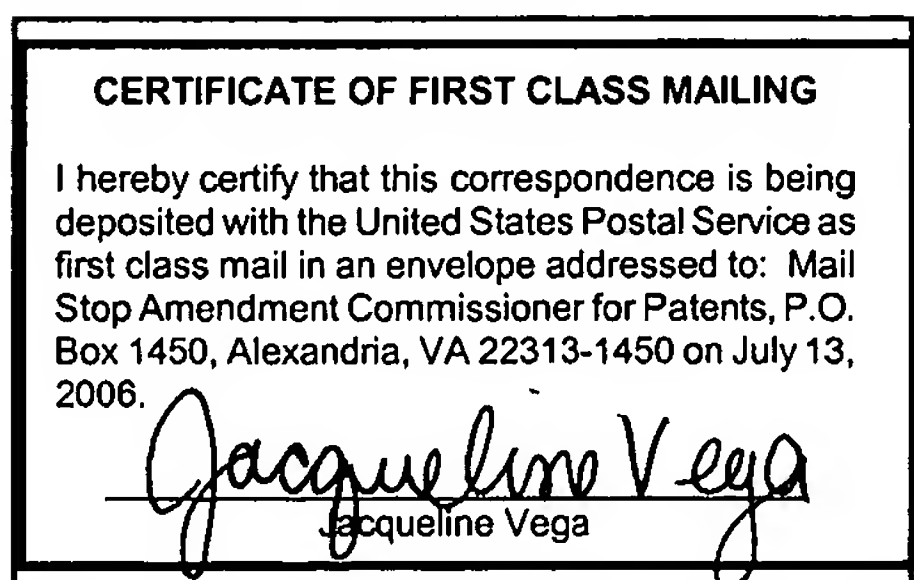 CERTIFICATE OF FIRST CLASS MAILING
I hereby certify that this correspondence is being
deposited with the United States Postal Service as
first class mail in an envelope addressed to: Mail
Stop Amendment Commissioner for Patents, P.O.
Box 1450, Alexandria, VA 22313-1450 on July 13,
2006.
Jacqueline Vega
Jacqueline Vega